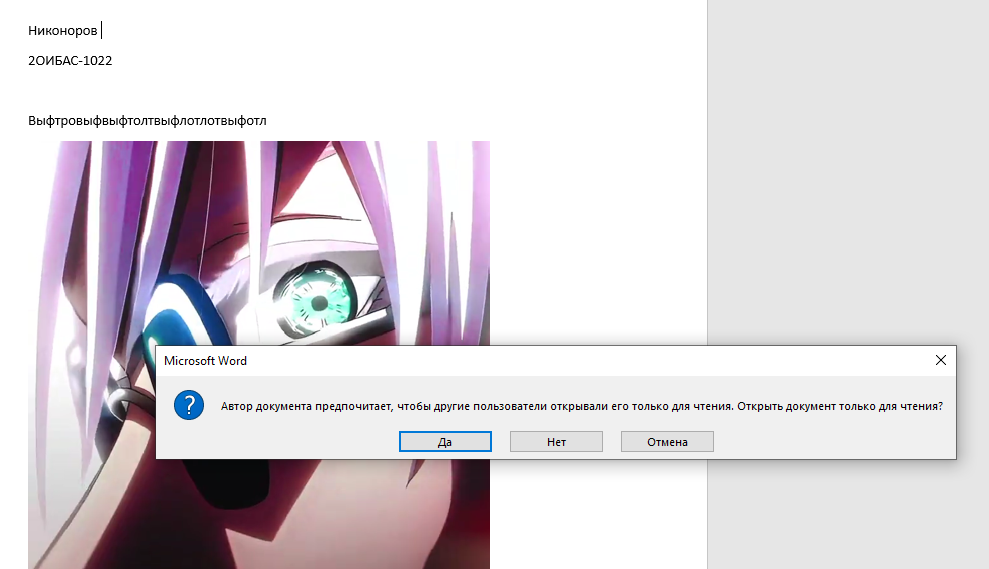 Никоноров
2ОИБАС-1022
Выфтровыфвыфтолтвыфлотлотвыфотл
Microsoft Word
?
Автор документа предпочитает, чтобы другие пользователи открывали его только для чтения. Открыть документ только для чтения?
Да Нет Отмена